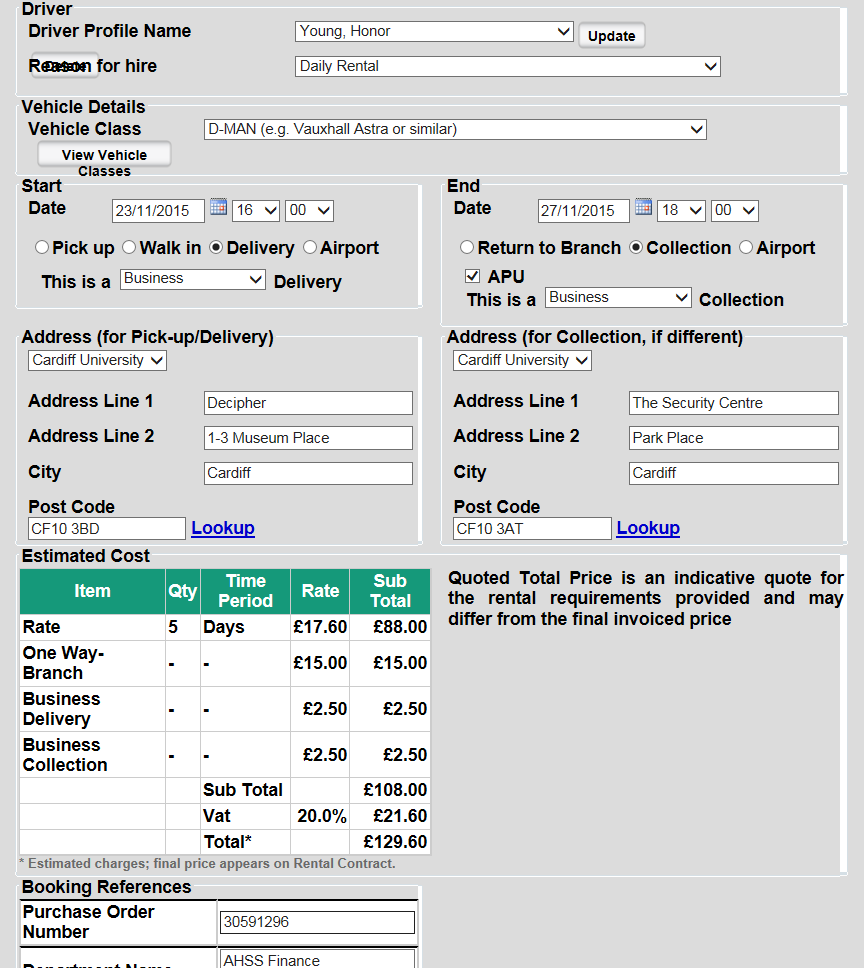 Driver
Driver Profile Name Young, Honor Update
Reason for hire Daily Rental
Vehicle Details
Vehicle Class D-MAN (e.g. Vauxhall Astra or similar)
View Vehicle
Classes
Start
Date 23/11/2015 16 00
Pick up Walk in Delivery Airport
This is a Business Delivery
End
Date 27/11/2015 18 00
Return to Branch Collection Airport
APU
This is a Business Collection
Address (for Pick-up/Delivery)
Cardiff University
Address Line 1 Decipher
Address Line 2 1-3 Museum Place
City Cardiff
Post Code
CF10 3BD Lookup
Address (for Collection, if different)
Cardiff University
Address Line 1 The Security Centre
Address Line 2 Park Place
City Cardiff
Post Code
CF10 3AT Lookup
Estimated Cost
Item Qty Time Period Rate Sub Total
Rate 5 Days £17.60 £88.00
One Way-
Branch - - £15.00 £15.00
Business
Delivery - - £2.50 £2.50
Business
Collection - - £2.50 £2.50
Sub Total £108.00
Vat 20.0% £21.60
Total* £129.60
* Estimated charges; final price appears on Rental Contract.
Quoted Total Price is an indicative quote for
the rental requirements provided and may
differ from the final invoiced price
Booking References
Purchase Order
Number 30591296
Department Name AHSS Finance